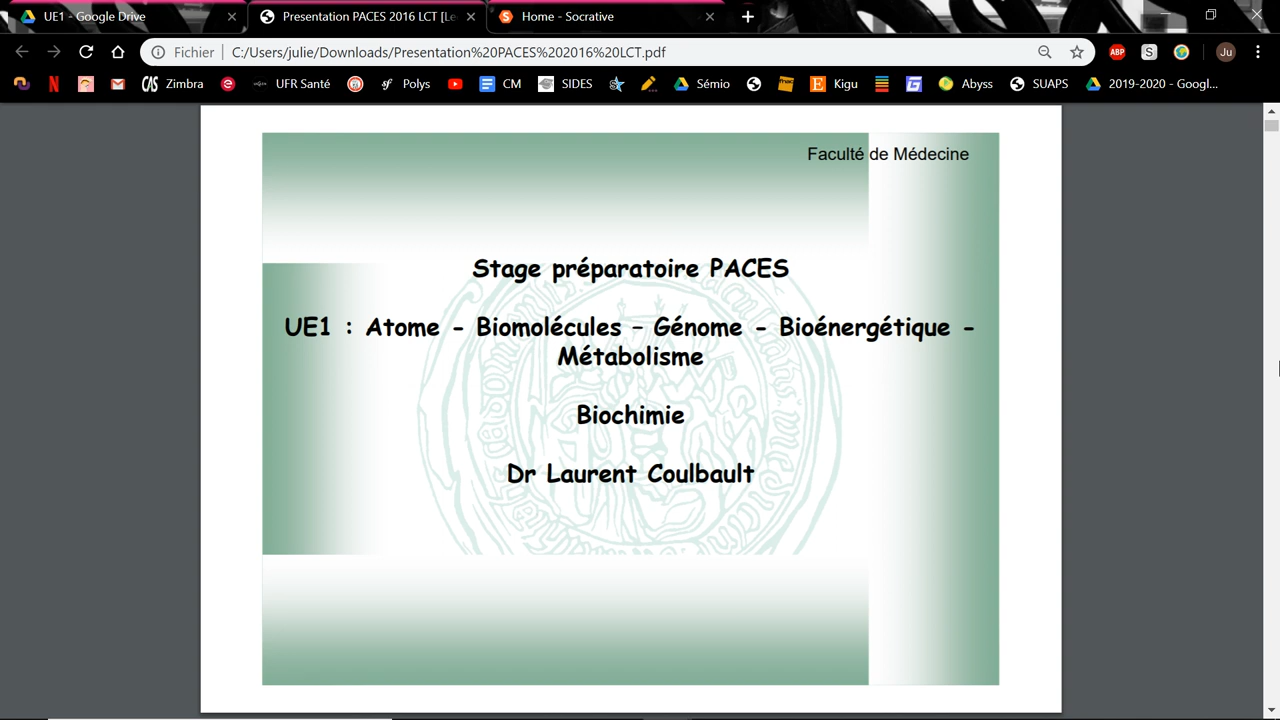 UE1 - Google Drive
Presentation PACES 2016 LCT [Le
Home - Socrative
Fichier
C:/Users/julie/Downloads/Presentation%20PACES%202016%20LCT.pdf
ABP
S
Ju
Zimbra
UFR Santé
Polys
CM
SIDES
Sémio
Kigu
Abyss
SUAPS
2019-2020 - Googl...
Faculté de Médecine
Stage préparatoire PACES
UE1 : Atome - Biomolécules – Génome - Bioénergétique -
Métabolisme
Biochimie
Dr Laurent Coulbault